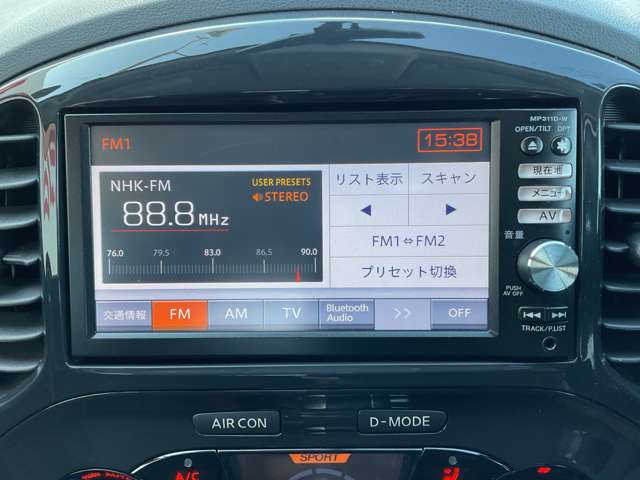 MP311D-W
OPEN/TILT DPT
FM1
15:38
現在地
NHK-FM
USER PRESETS
STEREO
88.8MHz
リスト表示
スキャン
メニュー
AV
◀ ▶
音量
FM1⇔FM2
76.0 79.5 83.0 86.5 90.0
プリセット切換
PUSH
AV OFF
交通情報
FM
AM
TV
Bluetooth
Audio
>>
OFF
TRACK/P.LIST
AIR CON
D-MODE
SPORT
A/C